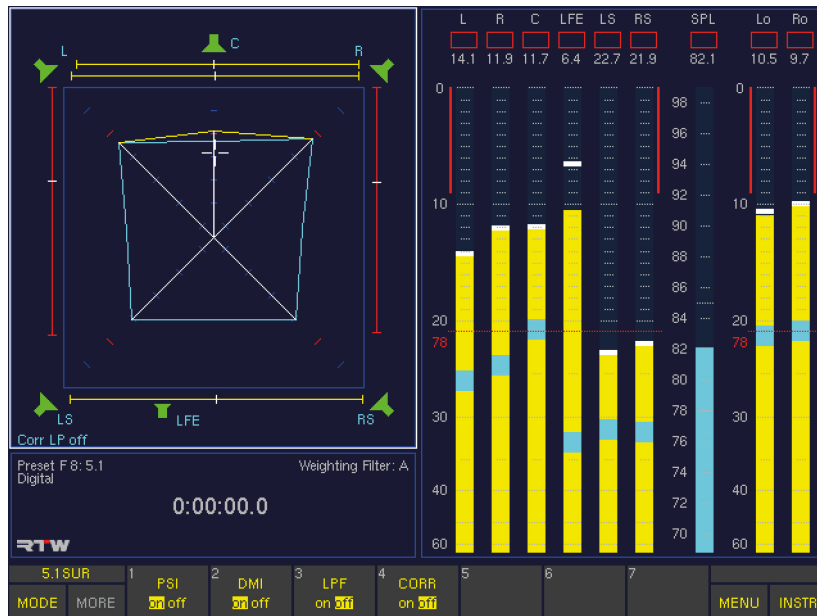 L R C LFE LS RS SPL Lo Ro
14.1 11.9 11.7 6.4 22.7 21.9 82.1 10.5 9.7
L C R
0 98 0
96
94
92
10 90 10
88
86
20 84 20
78 82 78
80
30 78 30
76
74
40 72 40
60 70 60
LS LFE RS
Corr LP off
Preset F 8: 5.1 Weighting Filter: A
Digital
0:00:00.0
RTW
5.1SUR 1 PSI 2 DMI 3 LPF 4 CORR 5 6 7
MODE MORE on off on off on off on off MENU INSTR